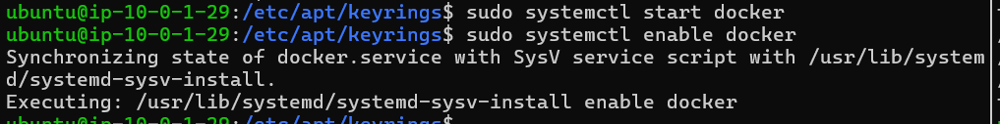 ubuntu@ip-10-0-1-29:/etc/apt/keyrings$ sudo systemctl start docker
ubuntu@ip-10-0-1-29:/etc/apt/keyrings$ sudo systemctl enable docker
Synchronizing state of docker.service with SysV service script with /usr/lib/system
d/systemd-sysv-install.
Executing: /usr/lib/systemd/systemd-sysv-install enable docker
ubuntu@ip-10-0-1-29:/etc/apt/keyrings$